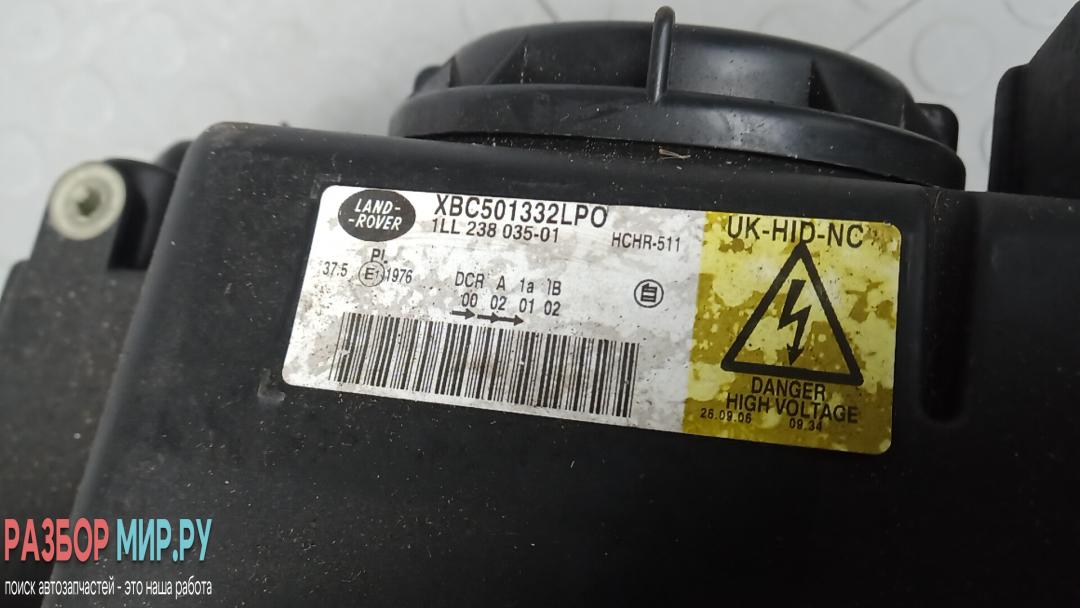 LAND-
-ROVER
XBC501332LPO
1LL 238 035-01
HCHR-511
PL
37.5 E1 1976
DCR A 1a IB
00 02 01 02
UK-HID-NC
DANGER
HIGH VOLTAGE
26.09.06 09.34
РАЗБОР МИР.РУ
поиск автозапчастей - это наша работа